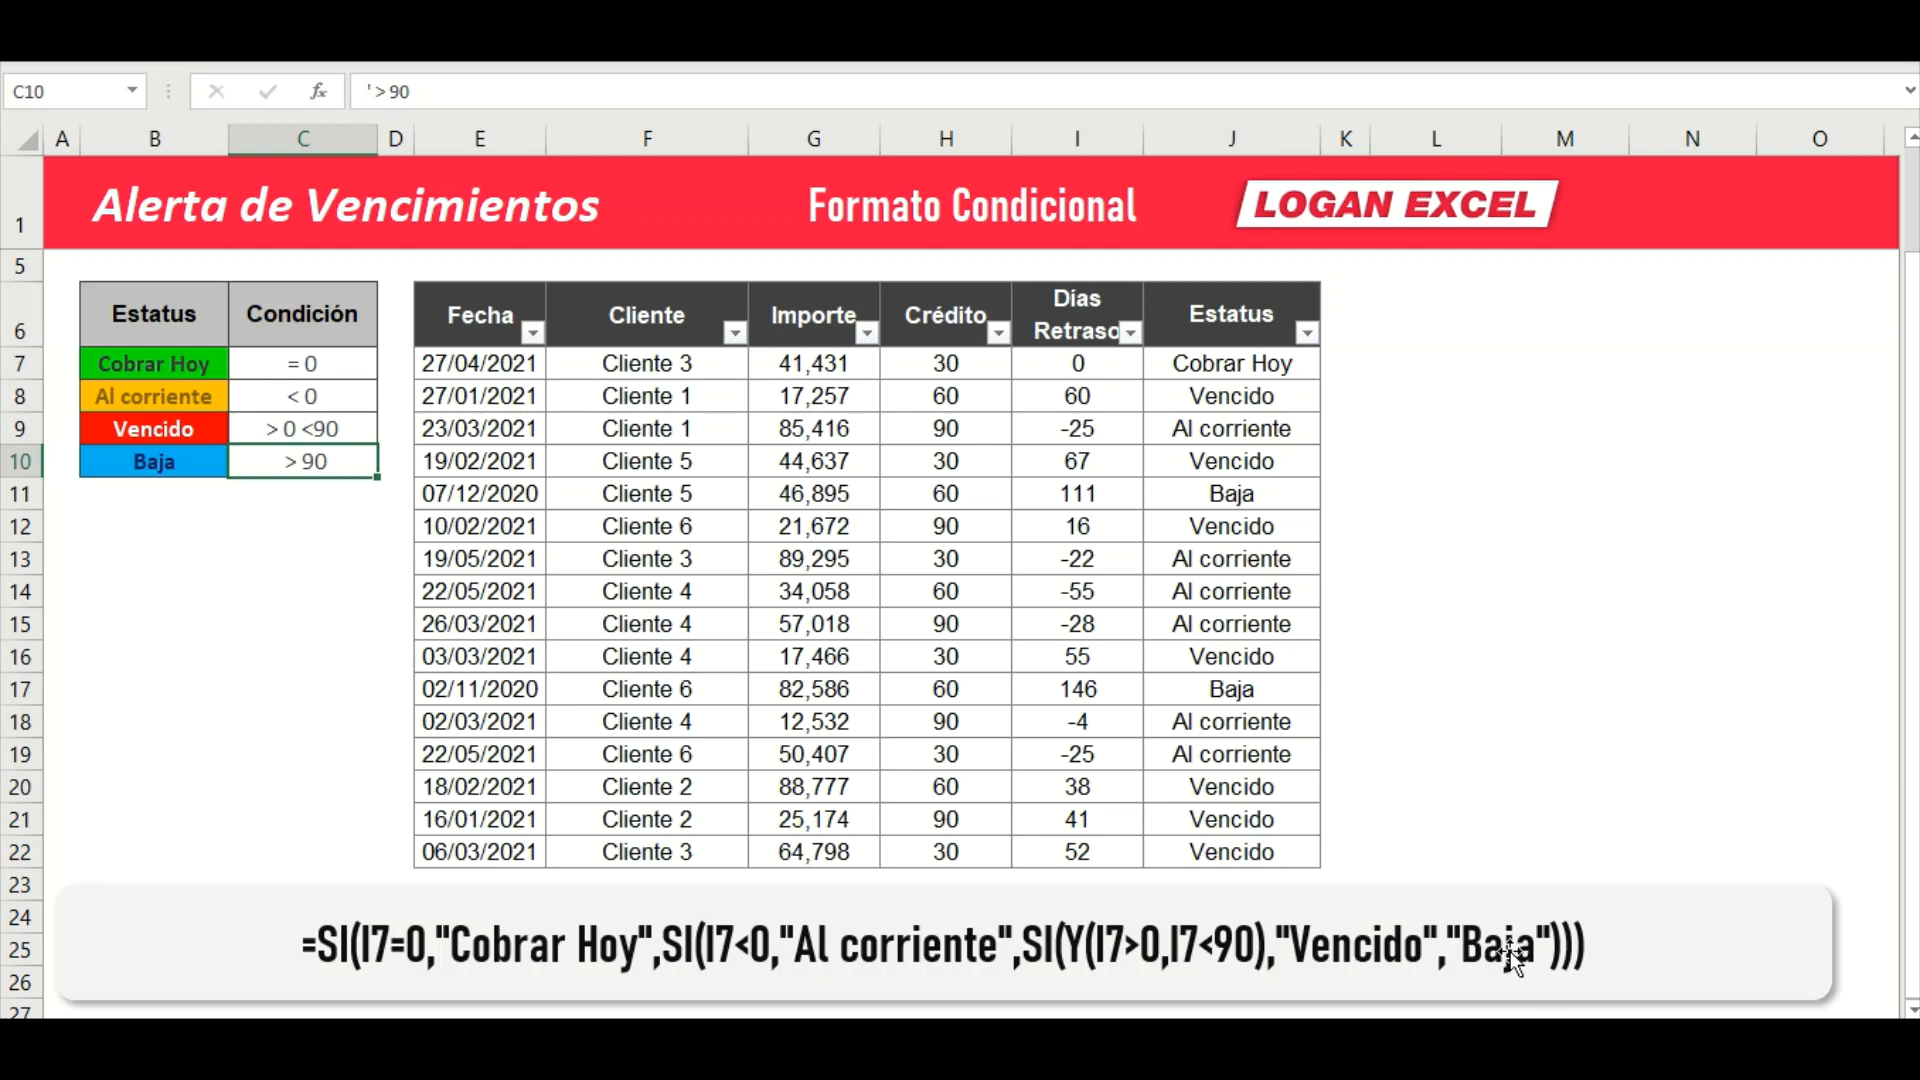 C10 fx ' > 90
A B C D E F G H I J K L M N O
1 Alerta de Vencimientos Formato Condicional LOGAN EXCEL
5
6 Estatus Condición Fecha Cliente Importe Crédito Días Retraso Estatus
7 Cobrar Hoy = 0 27/04/2021 Cliente 3 41,431 30 0 Cobrar Hoy
8 Al corriente < 0 27/01/2021 Cliente 1 17,257 60 60 Vencido
9 Vencido > 0 <90 23/03/2021 Cliente 1 85,416 90 -25 Al corriente
10 Baja > 90 19/02/2021 Cliente 5 44,637 30 67 Vencido
11 07/12/2020 Cliente 5 46,895 60 111 Baja
12 10/02/2021 Cliente 6 21,672 90 16 Vencido
13 19/05/2021 Cliente 3 89,295 30 -22 Al corriente
14 22/05/2021 Cliente 4 34,058 60 -55 Al corriente
15 26/03/2021 Cliente 4 57,018 90 -28 Al corriente
16 03/03/2021 Cliente 4 17,466 30 55 Vencido
17 02/11/2020 Cliente 6 82,586 60 146 Baja
18 02/03/2021 Cliente 4 12,532 90 -4 Al corriente
19 22/05/2021 Cliente 6 50,407 30 -25 Al corriente
20 18/02/2021 Cliente 2 88,777 60 38 Vencido
21 16/01/2021 Cliente 2 25,174 90 41 Vencido
22 06/03/2021 Cliente 3 64,798 30 52 Vencido
23
24
25 =SI(I7=0,"Cobrar Hoy",SI(I7<0,"Al corriente",SI(Y(I7>0,I7<90),"Vencido","Baja")))
26
27